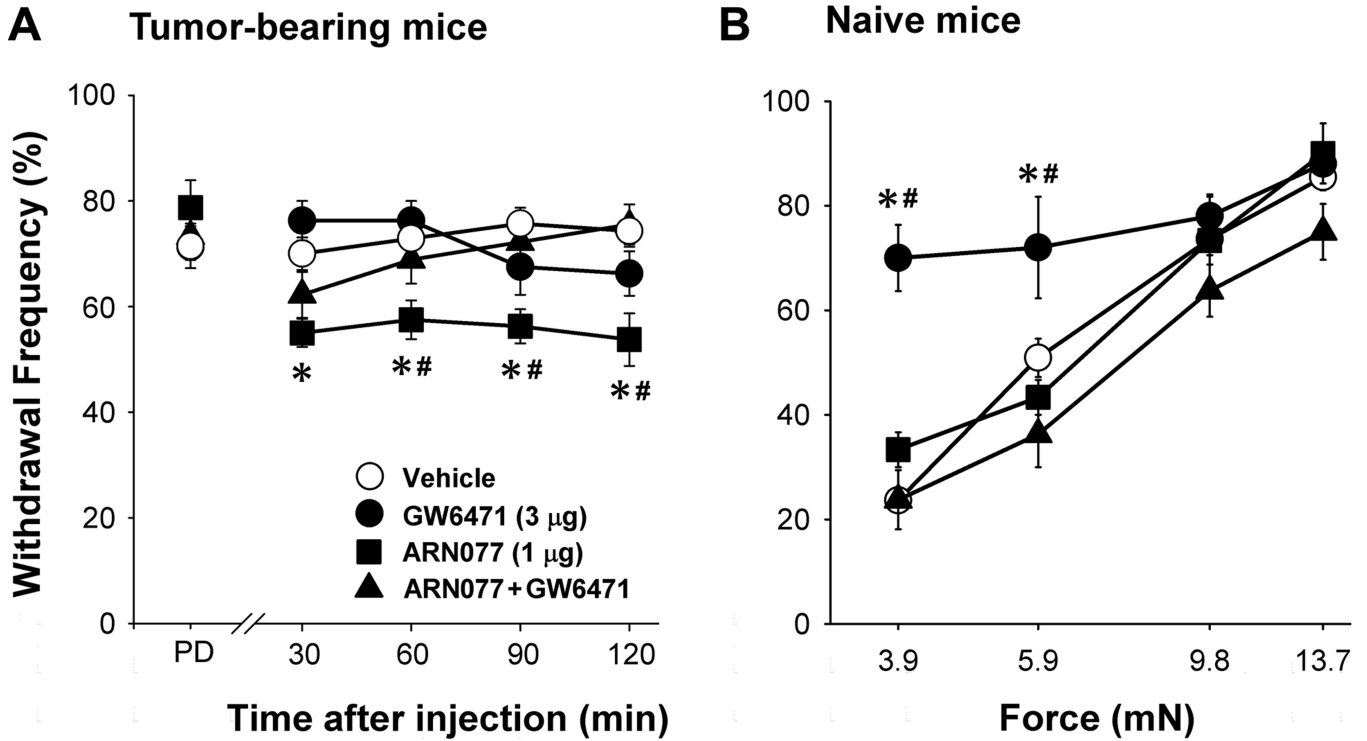 A Tumor-bearing mice
Withdrawal Frequency (%)
100
80
60
40
20
0
*
*#
*#
*#
Vehicle
GW6471 (3 μg)
ARN077 (1 μg)
ARN077+GW6471
PD 30 60 90 120
Time after injection (min)
B Naive mice
100
80
60
40
20
0
*#
*#
3.9 5.9 9.8 13.7
Force (mN)